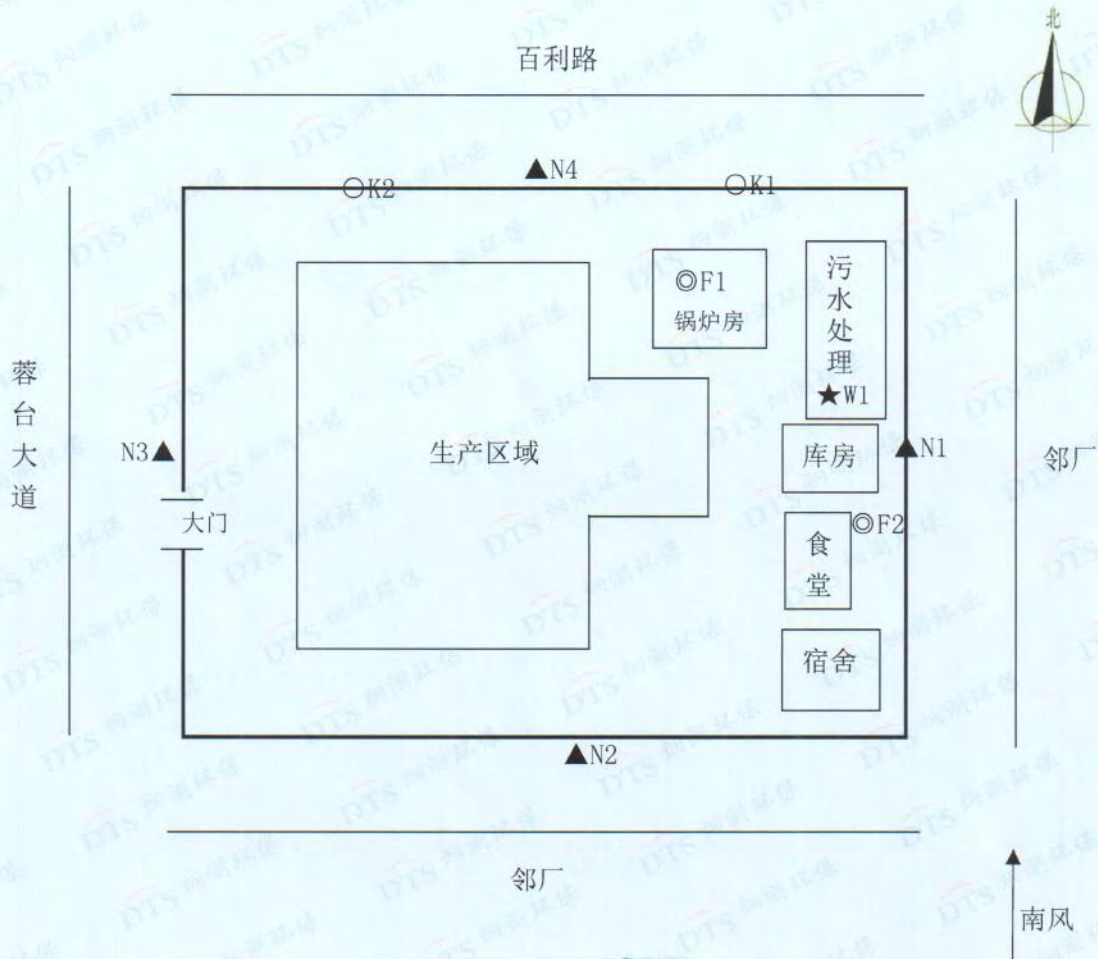 北
百利路
▲N4
○K2
○K1
◎F1
锅炉房
污水处理
★W1
蓉台大道
N3▲
生产区域
库房
▲N1
邻厂
大门
◎F2
食堂
宿舍
▲N2
邻厂
南风
DTS